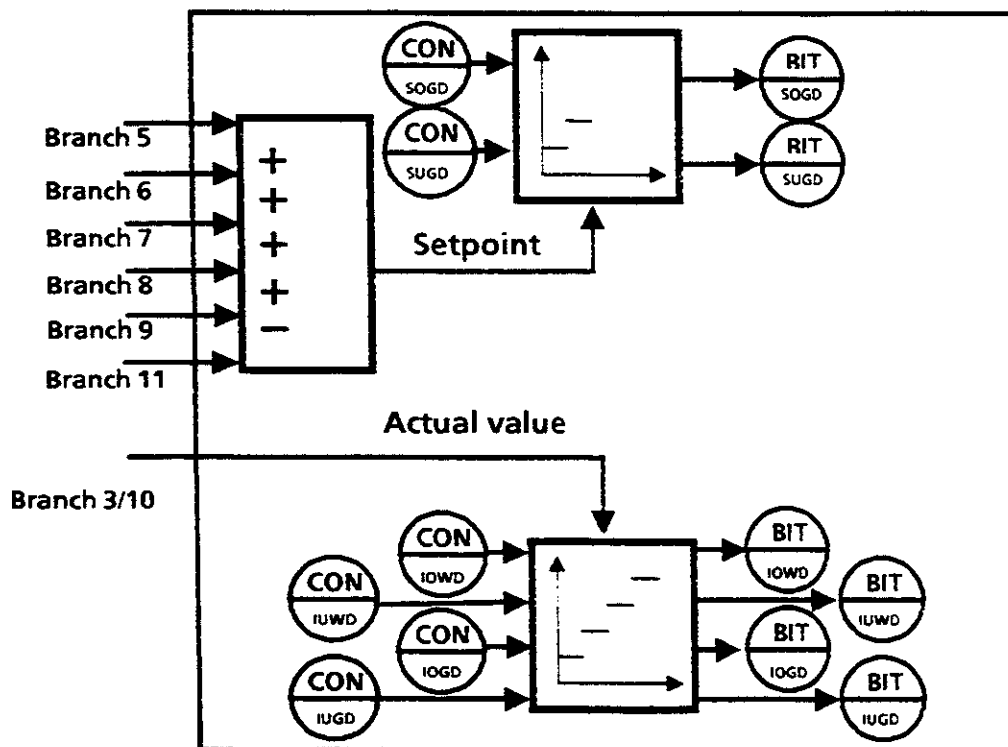 CON
SOGD
CON
SUGD
RIT
SOGD
RIT
SUGD
Branch 5
Branch 6
Branch 7
Branch 8
Branch 9
Branch 11
+
+
+
+
−
Setpoint
Actual value
Branch 3/10
CON
IOWD
CON
IUWD
CON
IOGD
CON
IUGD
BIT
IOWD
BIT
IUWD
BIT
IOGD
BIT
IUGD